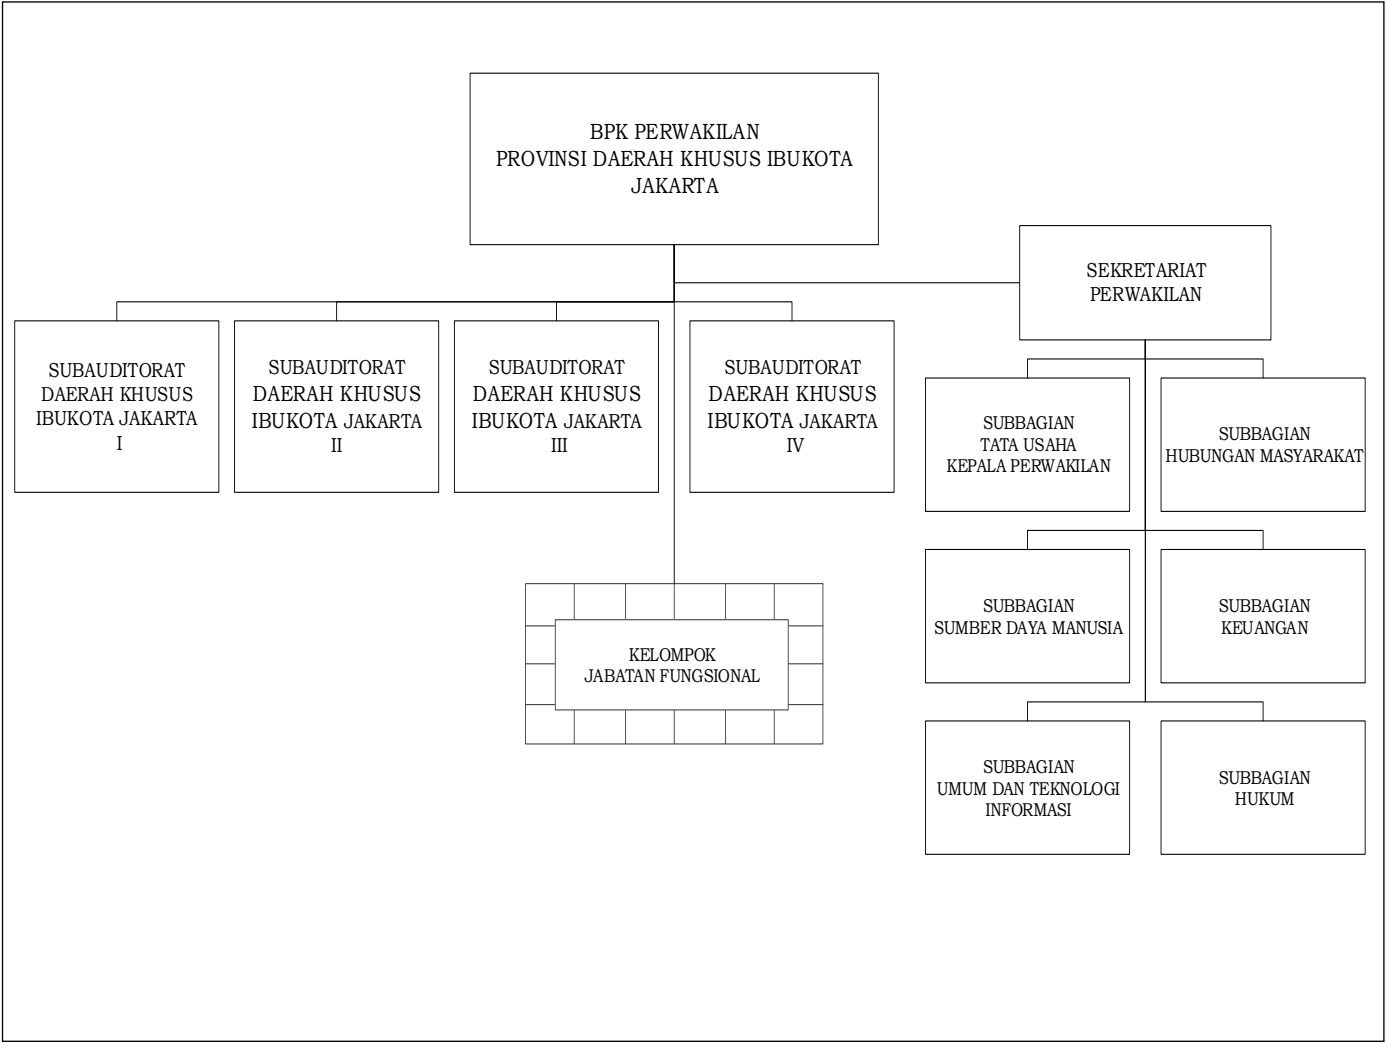 BPK PERWAKILAN
PROVINSI DAERAH KHUSUS IBUKOTA
JAKARTA
SEKRETARIAT
PERWAKILAN
SUBAUDITORAT
DAERAH KHUSUS
IBUKOTA JAKARTA
I
SUBAUDITORAT
DAERAH KHUSUS
IBUKOTA JAKARTA
II
SUBAUDITORAT
DAERAH KHUSUS
IBUKOTA JAKARTA
III
SUBAUDITORAT
DAERAH KHUSUS
IBUKOTA JAKARTA
IV
SUBBAGIAN
TATA USAHA
KEPALA PERWAKILAN
SUBBAGIAN
HUBUNGAN MASYARAKAT
SUBBAGIAN
SUMBER DAYA MANUSIA
SUBBAGIAN
KEUANGAN
KELOMPOK
JABATAN FUNGSIONAL
SUBBAGIAN
UMUM DAN TEKNOLOGI
INFORMASI
SUBBAGIAN
HUKUM